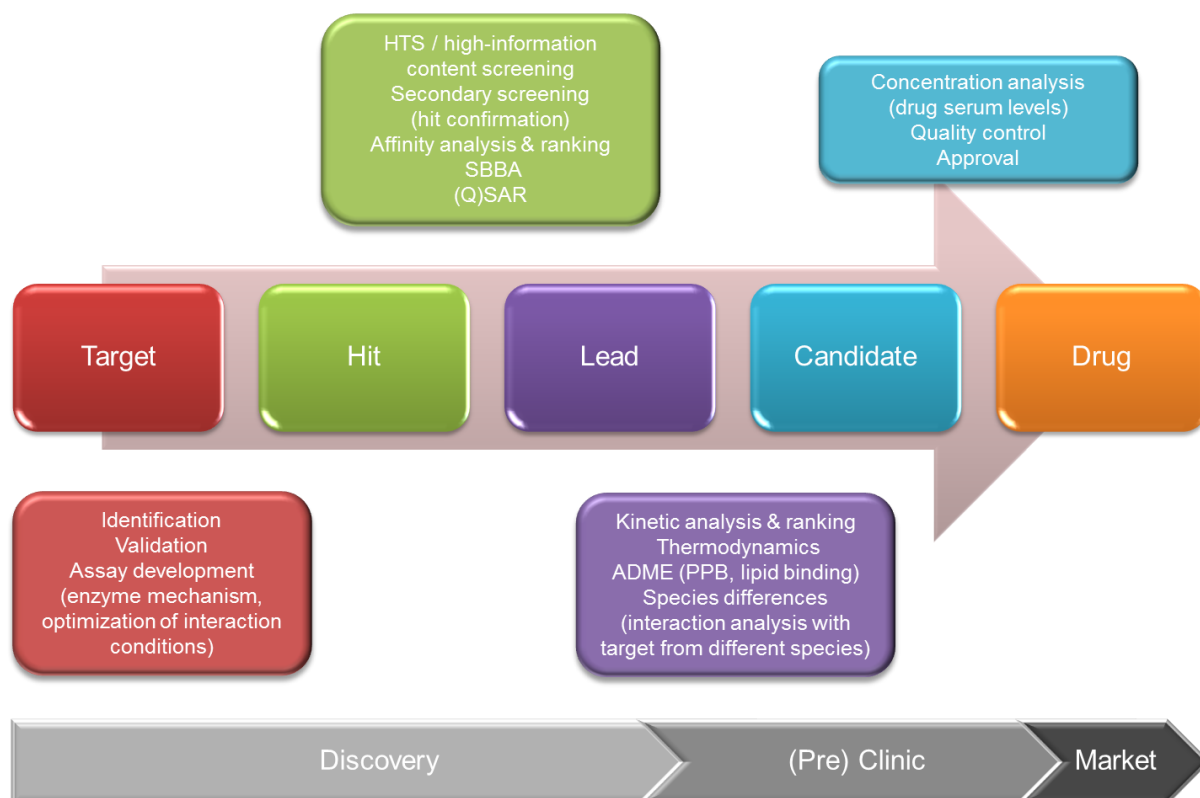 HTS / high-information
content screening
Secondary screening
(hit confirmation)
Affinity analysis & ranking
SBBA
(Q)SAR
Concentration analysis
(drug serum levels)
Quality control
Approval
Target
Hit
Lead
Candidate
Drug
Identification
Validation
Assay development
(enzyme mechanism,
optimization of interaction
conditions)
Kinetic analysis & ranking
Thermodynamics
ADME (PPB, lipid binding)
Species differences
(interaction analysis with
target from different species)
Discovery
(Pre) Clinic
Market